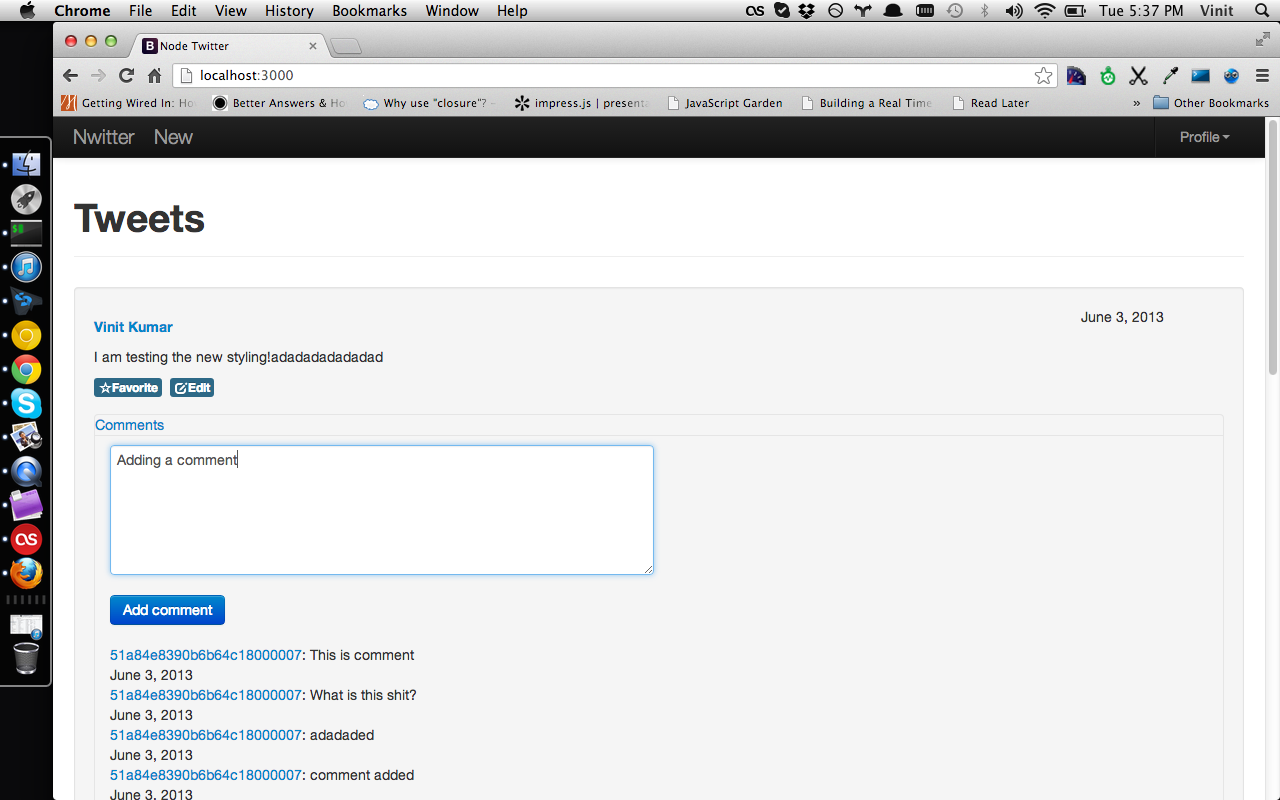 Chrome File Edit View History Bookmarks Window Help Tue 5:37 PM Vinit
Node Twitter
localhost:3000
Getting Wired In: Ho Better Answers & Ho Why use "closure"? – impress.js | presenta JavaScript Garden Building a Real Time Read Later » Other Bookmarks
Nwitter New Profile
Tweets
June 3, 2013
Vinit Kumar
I am testing the new styling!adadadadadadad
Favorite Edit
Comments
Adding a comment
Add comment
51a84e8390b6b64c18000007: This is comment
June 3, 2013
51a84e8390b6b64c18000007: What is this shit?
June 3, 2013
51a84e8390b6b64c18000007: adadaded
June 3, 2013
51a84e8390b6b64c18000007: comment added
June 3, 2013